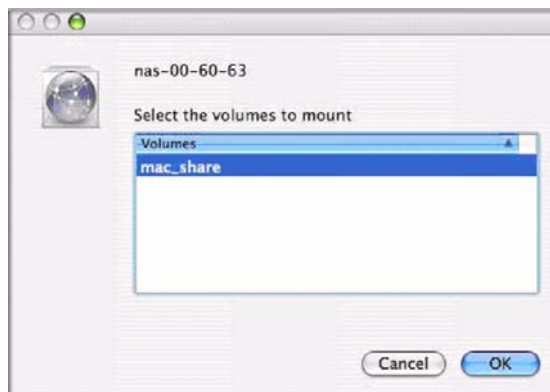 nas-00-60-63
Select the volumes to mount
Volumes
mac_share
Cancel
OK